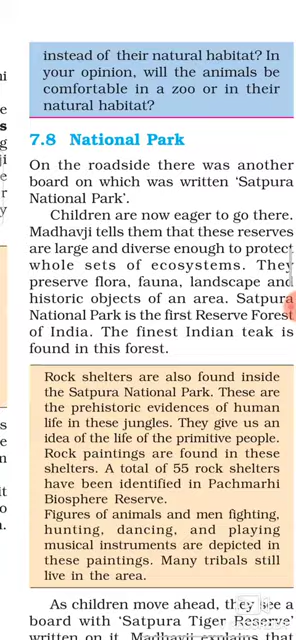 instead of their natural habitat? In
your opinion, will the animals be
comfortable in a zoo or in their
natural habitat?
7.8 National Park
On the roadside there was another
board on which was written ‘Satpura
National Park’.
Children are now eager to go there.
Madhavji tells them that these reserves
are large and diverse enough to protect
whole sets of ecosystems. They
preserve flora, fauna, landscape and
historic objects of an area. Satpura
National Park is the first Reserve Forest
of India. The finest Indian teak is
found in this forest.
Rock shelters are also found inside
the Satpura National Park. These are
the prehistoric evidences of human
life in these jungles. They give us an
idea of the life of the primitive people.
Rock paintings are found in these
shelters. A total of 55 rock shelters
have been identified in Pachmarhi
Biosphere Reserve.
Figures of animals and men fighting,
hunting, dancing, and playing
musical instruments are depicted in
these paintings. Many tribals still
live in the area.
As children move ahead, they see a
board with ‘Satpura Tiger Reserve’
written on it. Madhavji explains that